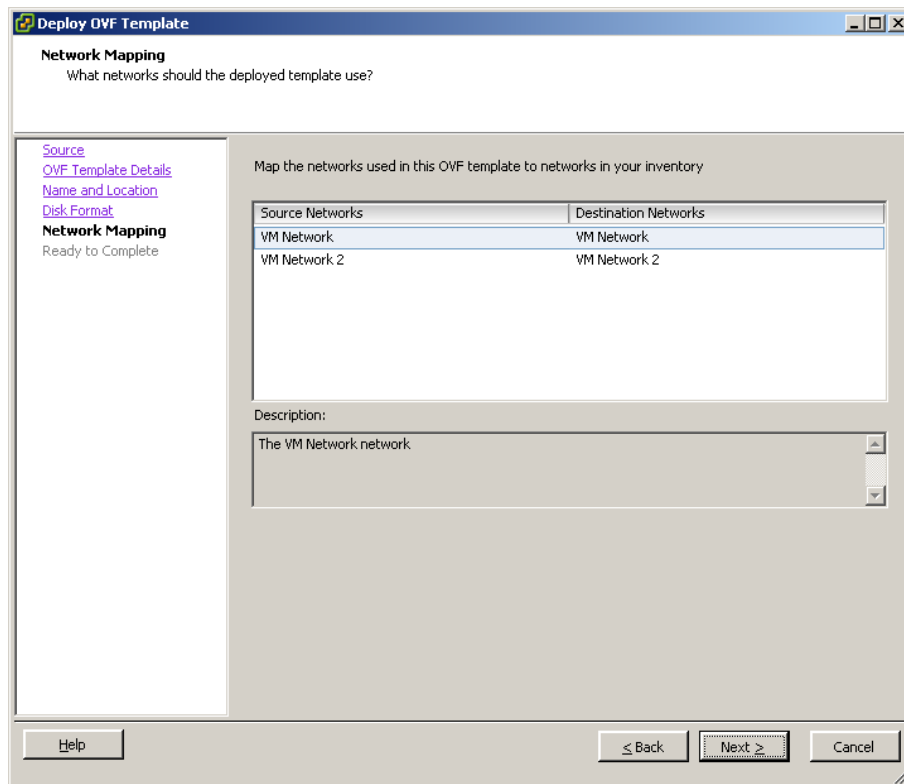 Deploy OVF Template
Network Mapping
What networks should the deployed template use?
Source
OVF Template Details
Name and Location
Disk Format
Network Mapping
Ready to Complete
Map the networks used in this OVF template to networks in your inventory
Source Networks Destination Networks
VM Network VM Network
VM Network 2 VM Network 2
Description:
The VM Network network
Help
< Back
Next >
Cancel